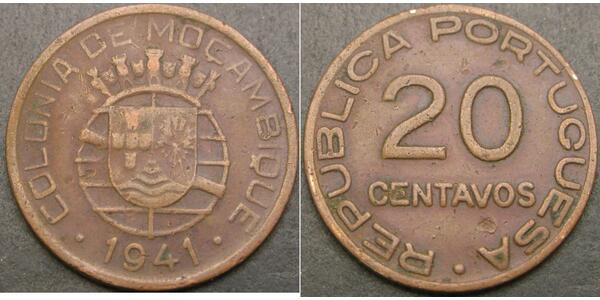 COLONIA DE MOÇAMBIQUE
· 1941 ·
REPUBLICA PORTUGUESA ·
20
CENTAVOS